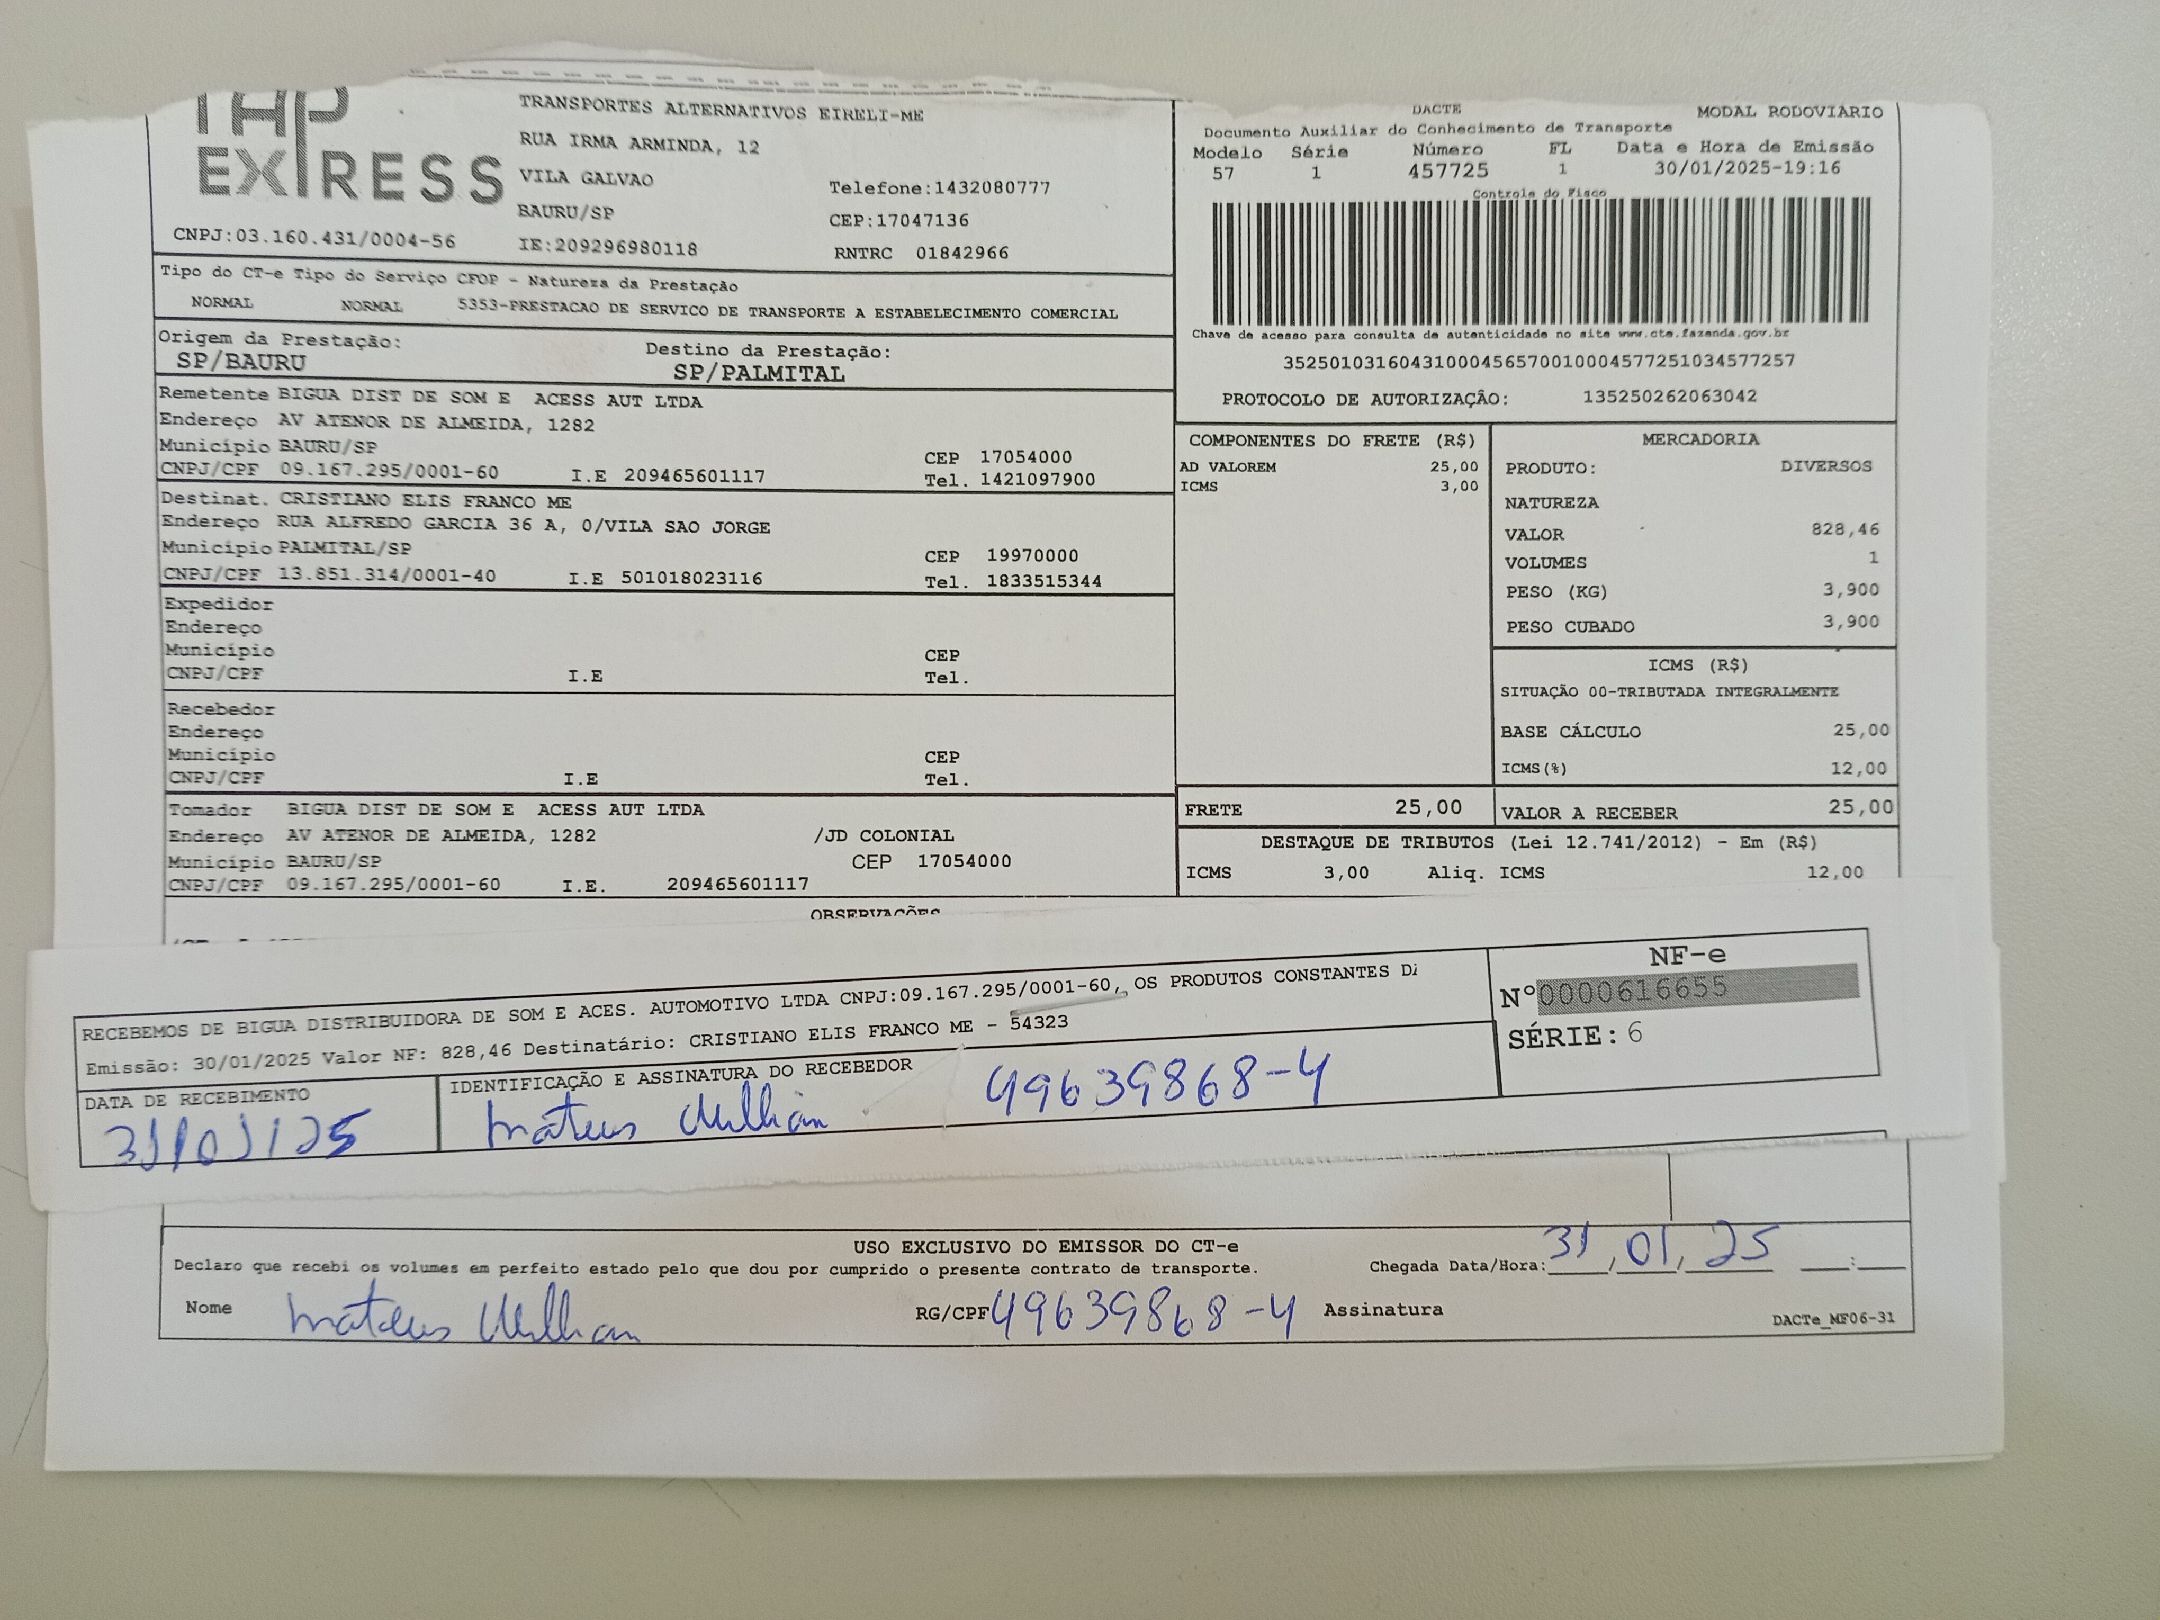 TAP
EXPRESS
CNPJ:03.160.431/0004-56
TRANSPORTES ALTERNATIVOS EIRELI-ME
RUA IRMA ARMINDA, 12
VILA GALVAO
Telefone:1432080777
BAURU/SP
CEP:17047136
IE:209296980118
RNTRC 01842966
DACTE
MODAL RODOVIÁRIO
Documento Auxiliar do Conhecimento de Transporte
Modelo Série Número FL Data e Hora de Emissão
57 1 457725 1 30/01/2025-19:16
Controle do Fisco
Chave de acesso para consulta de autenticidade no site www.cte.fazenda.gov.br
35250103160431000456570010004577251034577257
PROTOCOLO DE AUTORIZAÇÂO: 135250262063042
Tipo do CT-e Tipo do Serviço CFOP - Natureza da Prestação
NORMAL NORMAL 5353-PRESTACAO DE SERVICO DE TRANSPORTE A ESTABELECIMENTO COMERCIAL
Origem da Prestação: Destino da Prestação:
SP/BAURU SP/PALMITAL
Remetente BIGUA DIST DE SOM E ACESS AUT LTDA
Endereço AV ATENOR DE ALMEIDA, 1282
Município BAURU/SP CEP 17054000
CNPJ/CPF 09.167.295/0001-60 I.E 209465601117 Tel. 1421097900
Destinat. CRISTIANO ELIS FRANCO ME
Endereço RUA ALFREDO GARCIA 36 A, 0/VILA SAO JORGE
Município PALMITAL/SP CEP 19970000
CNPJ/CPF 13.851.314/0001-40 I.E 501018023116 Tel. 1833515344
Expedidor
Endereço
Município CEP
CNPJ/CPF I.E Tel.
Recebedor
Endereço
Município CEP
CNPJ/CPF I.E Tel.
Tomador BIGUA DIST DE SOM E ACESS AUT LTDA
Endereço AV ATENOR DE ALMEIDA, 1282 /JD COLONIAL
Município BAURU/SP CEP 17054000
CNPJ/CPF 09.167.295/0001-60 I.E. 209465601117
COMPONENTES DO FRETE (R$)
AD VALOREM 25,00
ICMS 3,00
MERCADORIA
PRODUTO: DIVERSOS
NATUREZA
VALOR 828,46
VOLUMES 1
PESO (KG) 3,900
PESO CUBADO 3,900
ICMS (R$)
SITUAÇÃO 00-TRIBUTADA INTEGRALMENTE
BASE CÁLCULO 25,00
ICMS(%) 12,00
FRETE 25,00 VALOR A RECEBER 25,00
DESTAQUE DE TRIBUTOS (Lei 12.741/2012) - Em (R$)
ICMS 3,00 Aliq. ICMS 12,00
OBSERVAÇÕES
RECEBEMOS DE BIGUA DISTRIBUIDORA DE SOM E ACES. AUTOMOTIVO LTDA CNPJ:09.167.295/0001-60, OS PRODUTOS CONSTANTES DA
Emissão: 30/01/2025 Valor NF: 828,46 Destinatário: CRISTIANO ELIS FRANCO ME - 54323
DATA DE RECEBIMENTO
31/01/25
IDENTIFICAÇÃO E ASSINATURA DO RECEBEDOR
Mateus 49639868-4
NF-e
Nº0000616655
SÉRIE: 6
USO EXCLUSIVO DO EMISSOR DO CT-e
Declaro que recebi os volumes em perfeito estado pelo que dou por cumprido o presente contrato de transporte.
Chegada Data/Hora: 31/01/25 :
Nome Mateus RG/CPF 49639868-4 Assinatura
DACTe_MF06-31